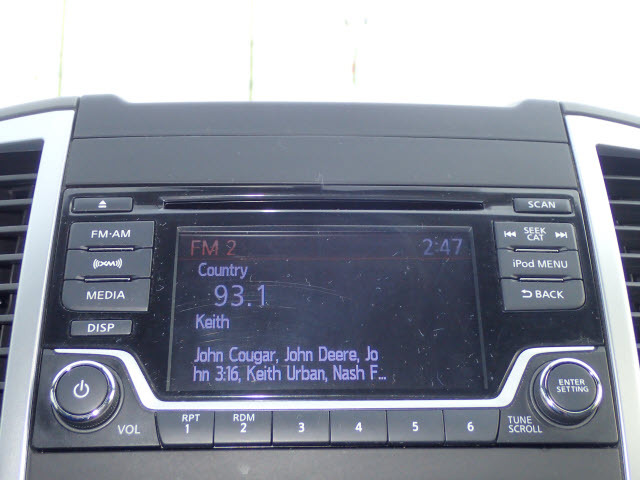 SCAN
FM·AM
SEEK
CAT
((XM))
iPod MENU
MEDIA
BACK
DISP
FM 2 2:47
Country
93.1
Keith
John Cougar, John Deere, Jo
hn 3:16, Keith Urban, Nash F...
VOL
RPT
1
RDM
2
3
4
5
6
ENTER
SETTING
TUNE
SCROLL